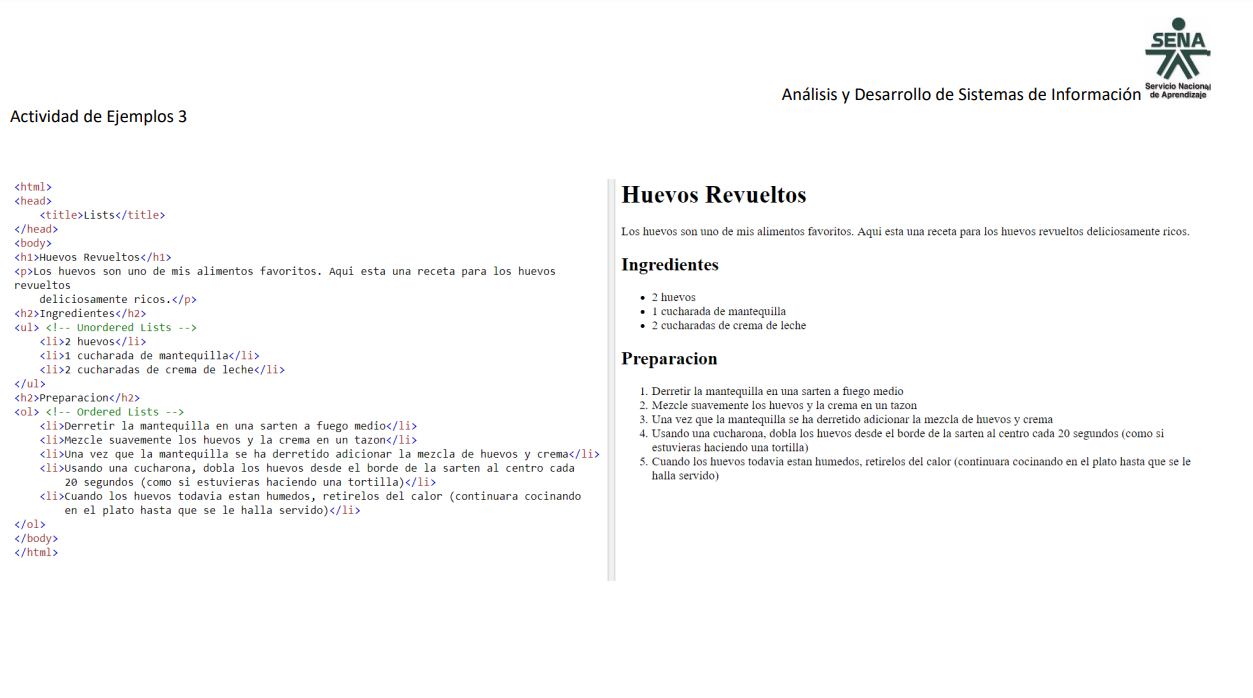 SENA
Servicio Nacional
de Aprendizaje
Análisis y Desarrollo de Sistemas de Información
Actividad de Ejemplos 3
<html>
<head>
    <title>Lists</title>
</head>
<body>
<h1>Huevos Revueltos</h1>
<p>Los huevos son uno de mis alimentos favoritos. Aqui esta una receta para los huevos
revueltos
    deliciosamente ricos.</p>
<h2>Ingredientes</h2>
<ul> <!-- Unordered Lists -->
    <li>2 huevos</li>
    <li>1 cucharada de mantequilla</li>
    <li>2 cucharadas de crema de leche</li>
</ul>
<h2>Preparacion</h2>
<ol> <!-- Ordered Lists -->
    <li>Derretir la mantequilla en una sarten a fuego medio</li>
    <li>Mezcle suavemente los huevos y la crema en un tazon</li>
    <li>Una vez que la mantequilla se ha derretido adicionar la mezcla de huevos y crema</li>
    <li>Usando una cucharona, dobla los huevos desde el borde de la sarten al centro cada
        20 segundos (como si estuvieras haciendo una tortilla)</li>
    <li>Cuando los huevos todavia estan humedos, retirelos del calor (continuara cocinando
        en el plato hasta que se le halla servido)</li>
</ol>
</body>
</html>
Huevos Revueltos
Los huevos son uno de mis alimentos favoritos. Aqui esta una receta para los huevos revueltos deliciosamente ricos.
Ingredientes
• 2 huevos
• 1 cucharada de mantequilla
• 2 cucharadas de crema de leche
Preparacion
1. Derretir la mantequilla en una sarten a fuego medio
2. Mezcle suavemente los huevos y la crema en un tazon
3. Una vez que la mantequilla se ha derretido adicionar la mezcla de huevos y crema
4. Usando una cucharona, dobla los huevos desde el borde de la sarten al centro cada 20 segundos (como si
estuvieras haciendo una tortilla)
5. Cuando los huevos todavia estan humedos, retirelos del calor (continuara cocinando en el plato hasta que se le
halla servido)